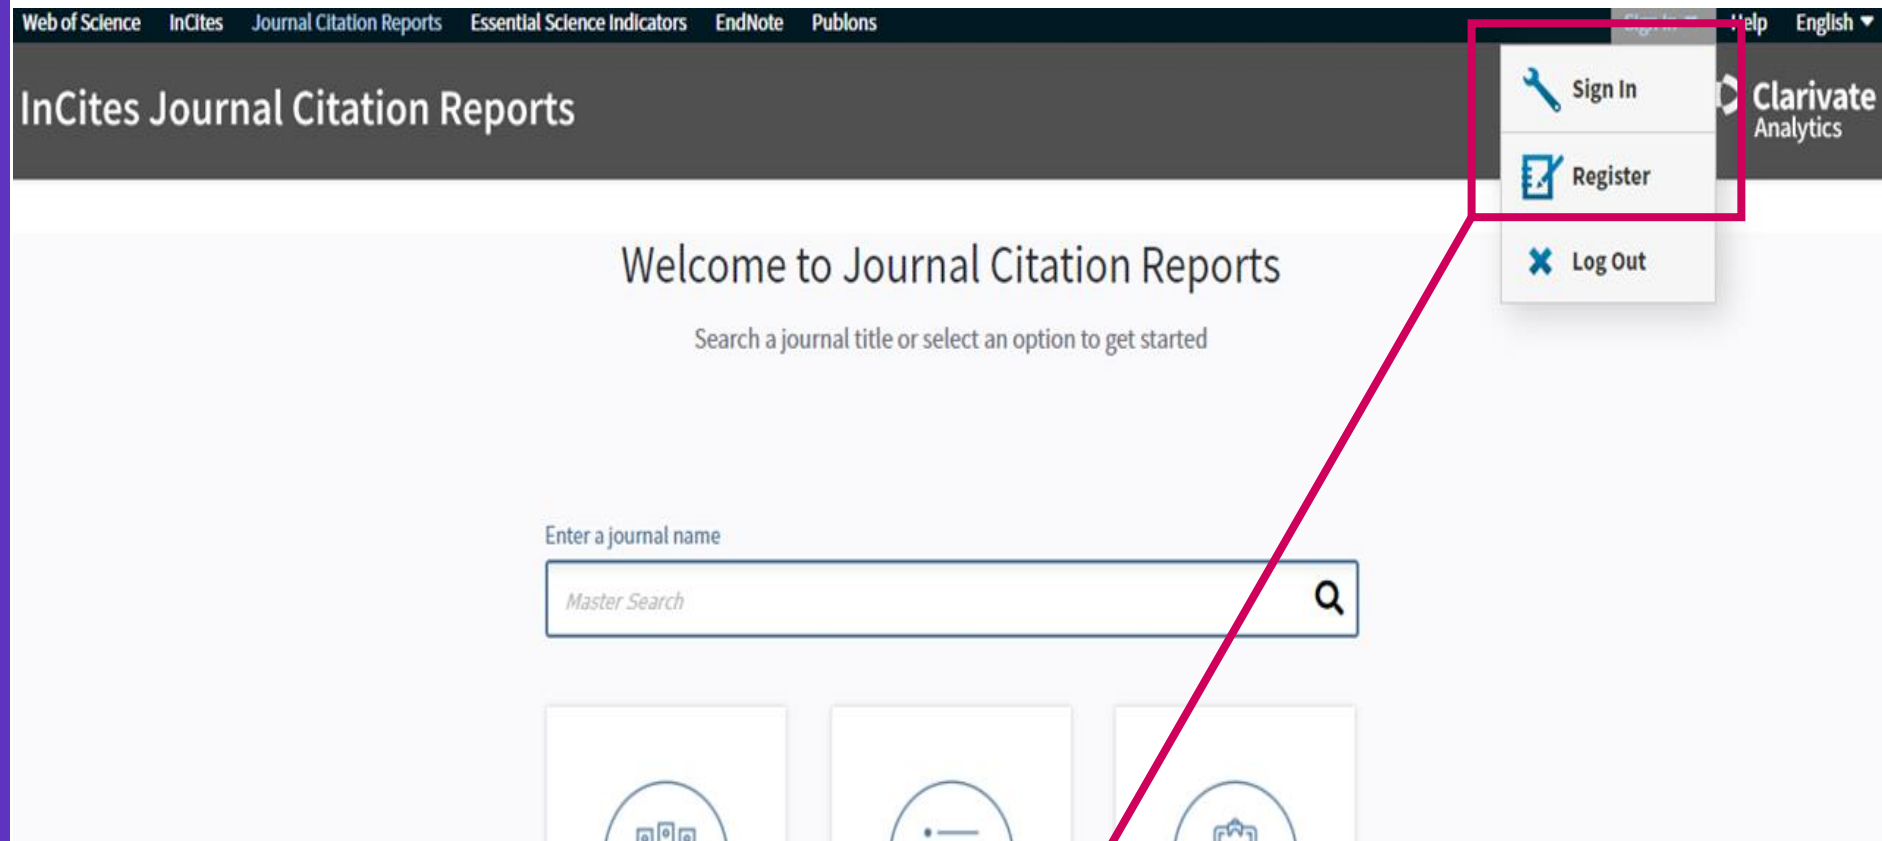 Web of Science InCites Journal Citation Reports Essential Science Indicators EndNote Publons Sign In Help English
InCites Journal Citation Reports
Clarivate
Analytics
Sign In
Register
Log Out
Welcome to Journal Citation Reports
Search a journal title or select an option to get started
Enter a journal name
Master Search